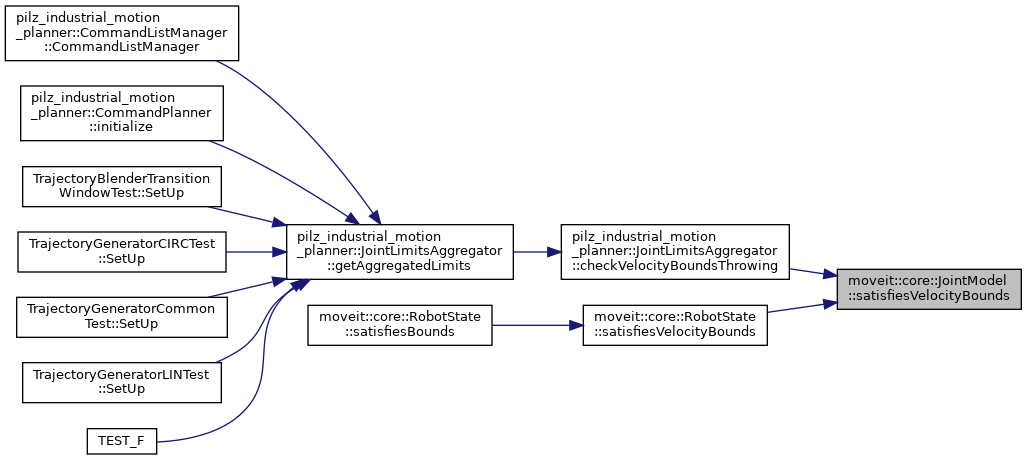 pilz_industrial_motion
_planner::CommandListManager
::CommandListManager
pilz_industrial_motion
_planner::CommandPlanner
::initialize
TrajectoryBlenderTransition
WindowTest::SetUp
TrajectoryGeneratorCIRCTest
::SetUp
TrajectoryGeneratorCommon
Test::SetUp
TrajectoryGeneratorLINTest
::SetUp
TEST_F
pilz_industrial_motion
_planner::JointLimitsAggregator
::getAggregatedLimits
moveit::core::RobotState
::satisfiesBounds
pilz_industrial_motion
_planner::JointLimitsAggregator
::checkVelocityBoundsThrowing
moveit::core::RobotState
::satisfiesVelocityBounds
moveit::core::JointModel
::satisfiesVelocityBounds